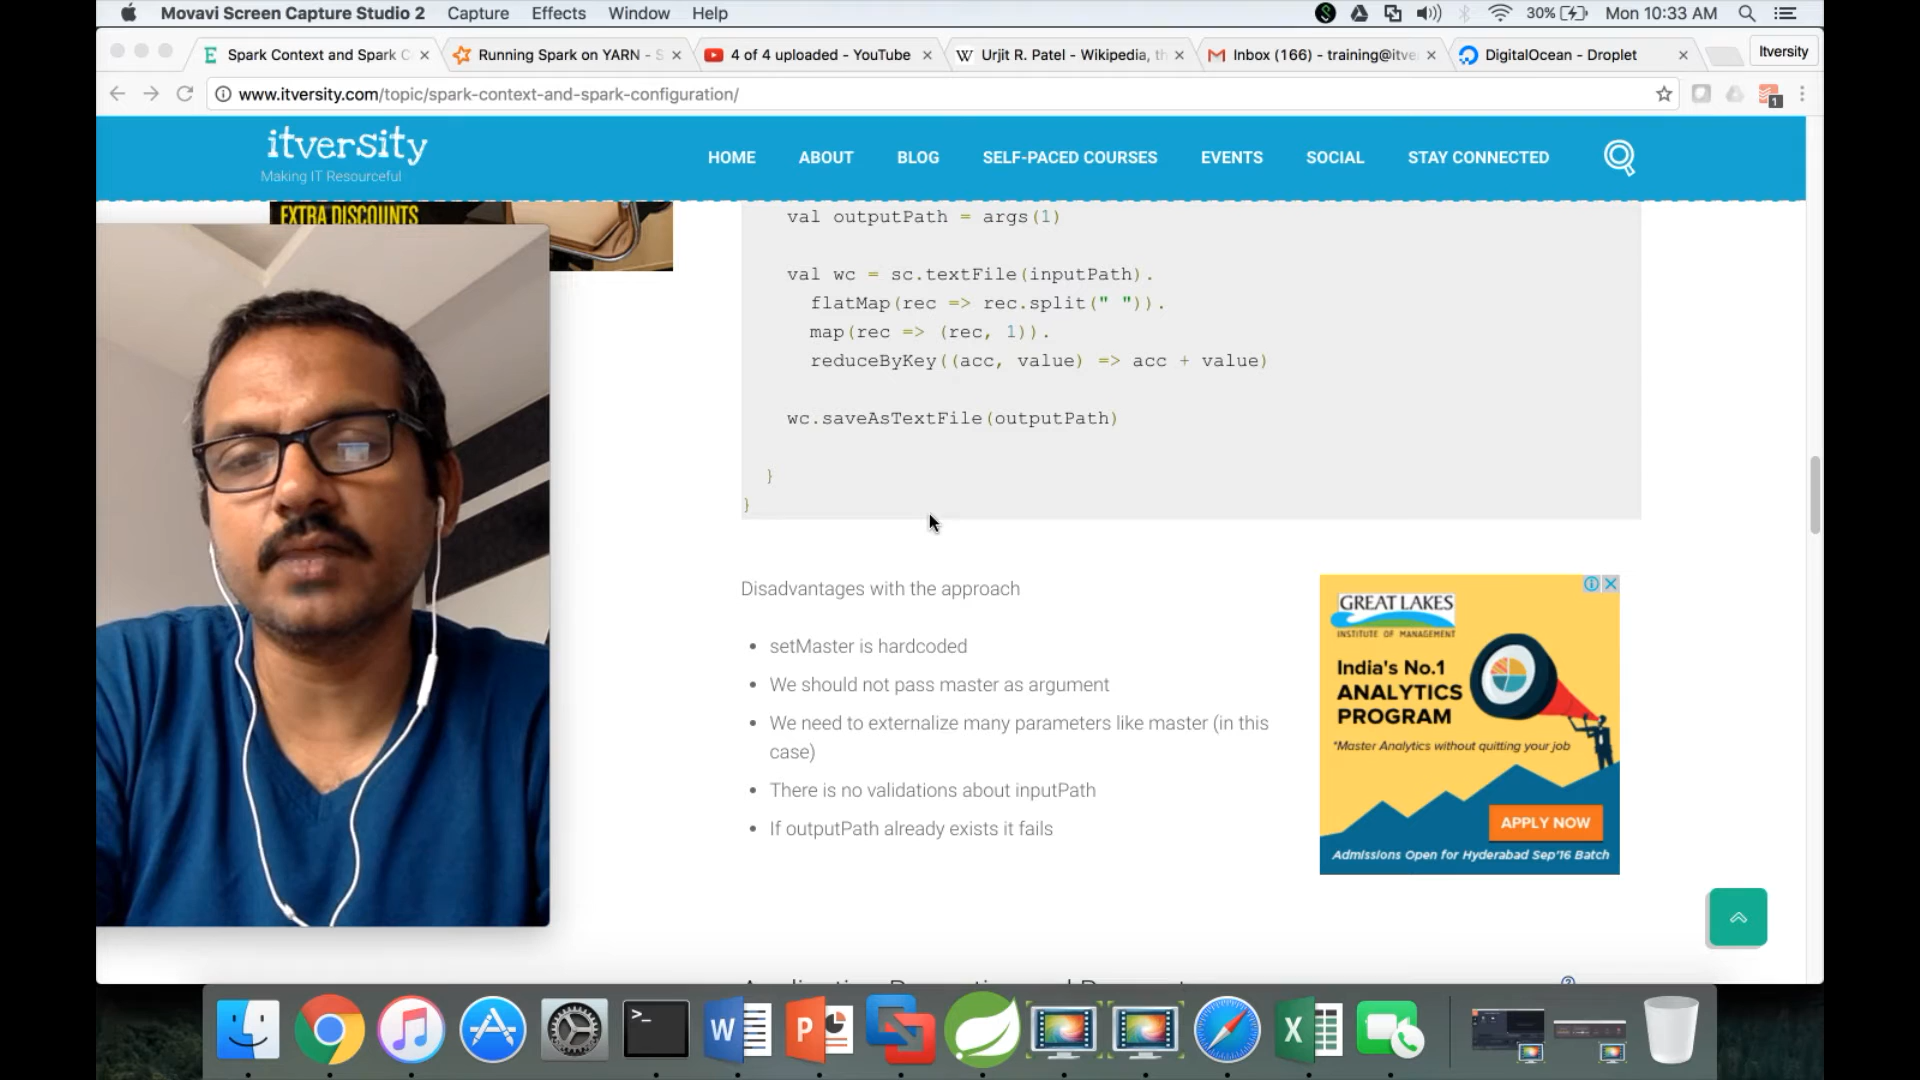 Movavi Screen Capture Studio 2 Capture Effects Window Help 30% Mon 10:33 AM
Spark Context and Spark C Running Spark on YARN - S 4 of 4 uploaded - YouTube Urjit R. Patel - Wikipedia, th Inbox (166) - training@itve DigitalOcean - Droplet Itversity
www.itversity.com/topic/spark-context-and-spark-configuration/
1
itversity
Making IT Resourceful
HOME ABOUT BLOG SELF-PACED COURSES EVENTS SOCIAL STAY CONNECTED
EXTRA DISCOUNTS
val outputPath = args(1)
val wc = sc.textFile(inputPath).
flatMap(rec => rec.split(" ")).
map(rec => (rec, 1)).
reduceByKey((acc, value) => acc + value)
wc.saveAsTextFile(outputPath)
}
}
Disadvantages with the approach
• setMaster is hardcoded
• We should not pass master as argument
• We need to externalize many parameters like master (in this
case)
• There is no validations about inputPath
• If outputPath already exists it fails
GREAT LAKES
INSTITUTE OF MANAGEMENT
India's No.1
ANALYTICS
PROGRAM
*Master Analytics without quitting your job
APPLY NOW
Admissions Open for Hyderabad Sep'16 Batch